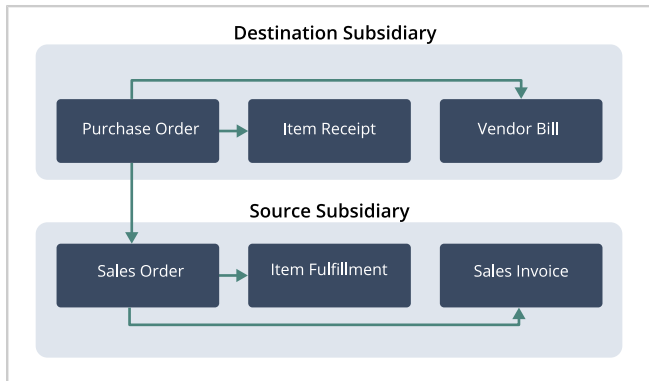 Destination Subsidiary
Purchase Order
Item Receipt
Vendor Bill
Source Subsidiary
Sales Order
Item Fulfillment
Sales Invoice